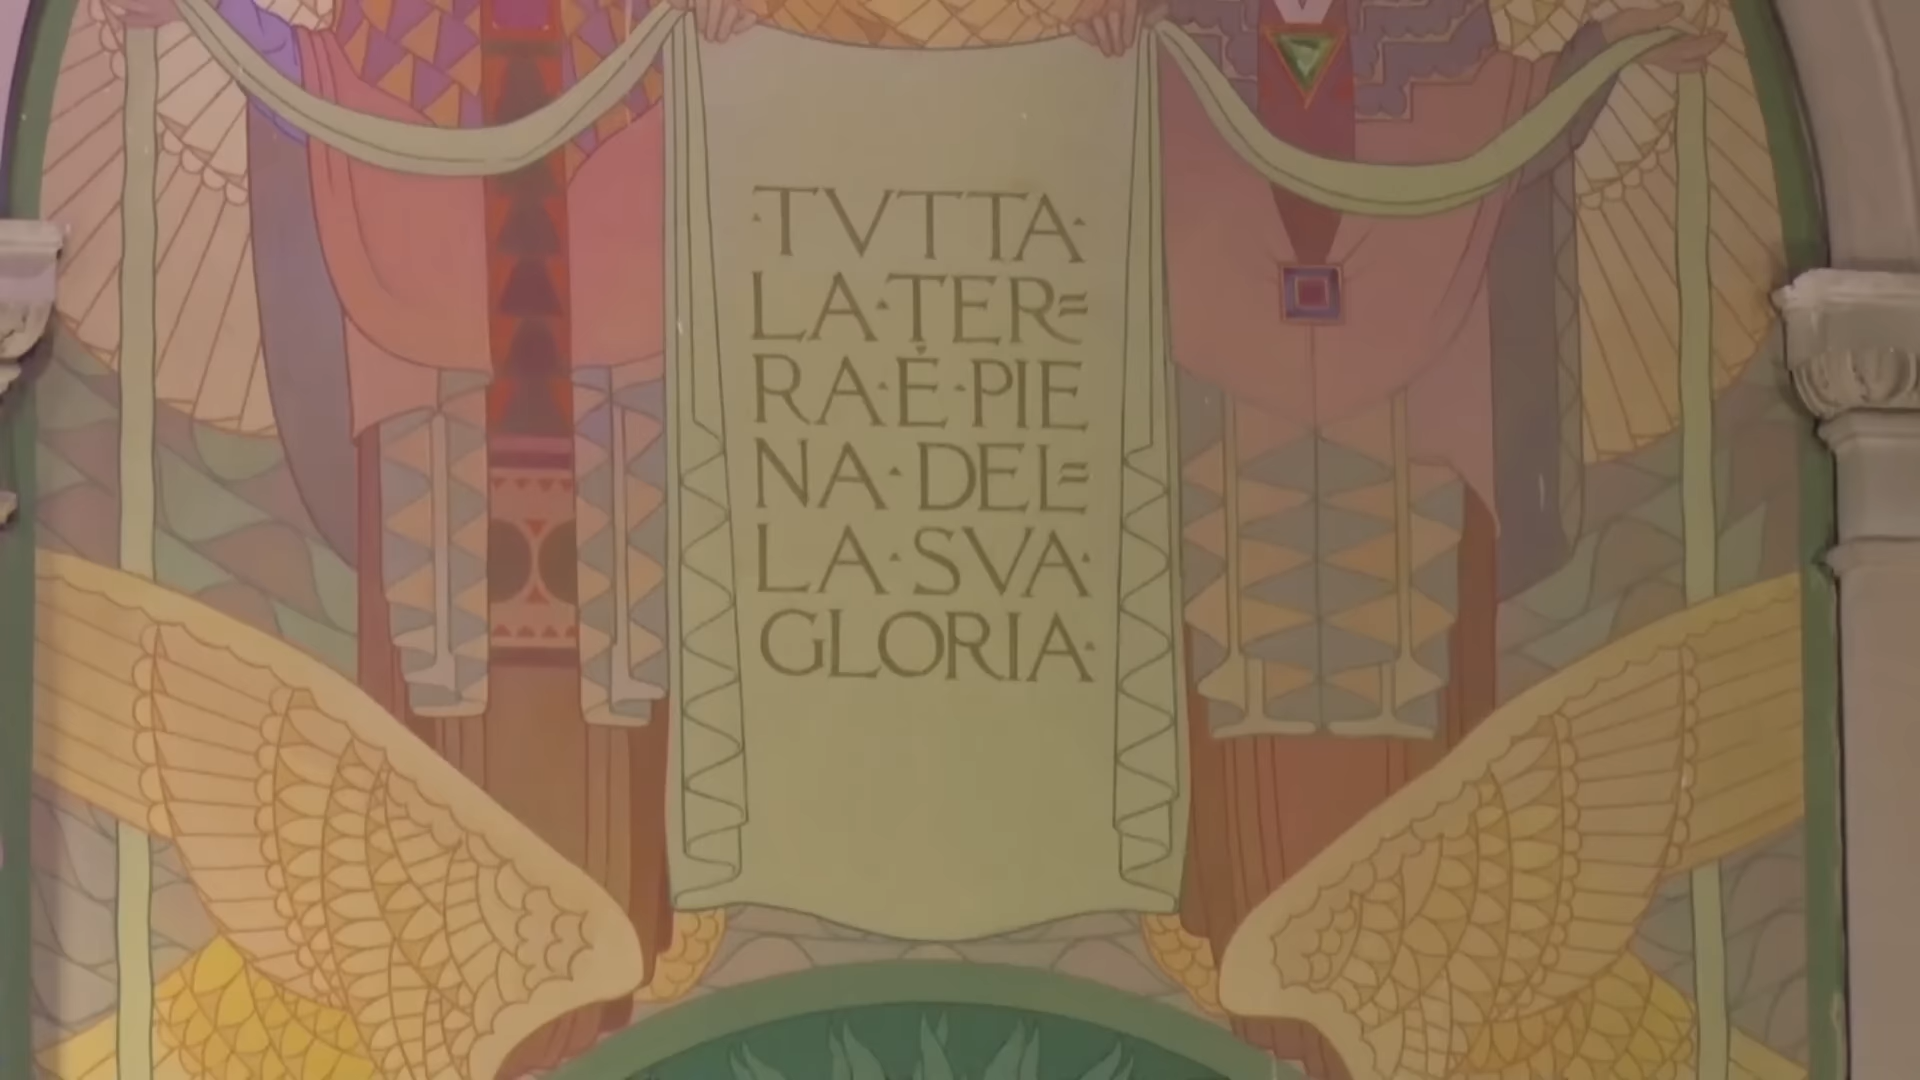 ·TVTTA·
LA·TER=
RA·È·PIE
NA·DEL=
LA·SVA·
GLORIA·